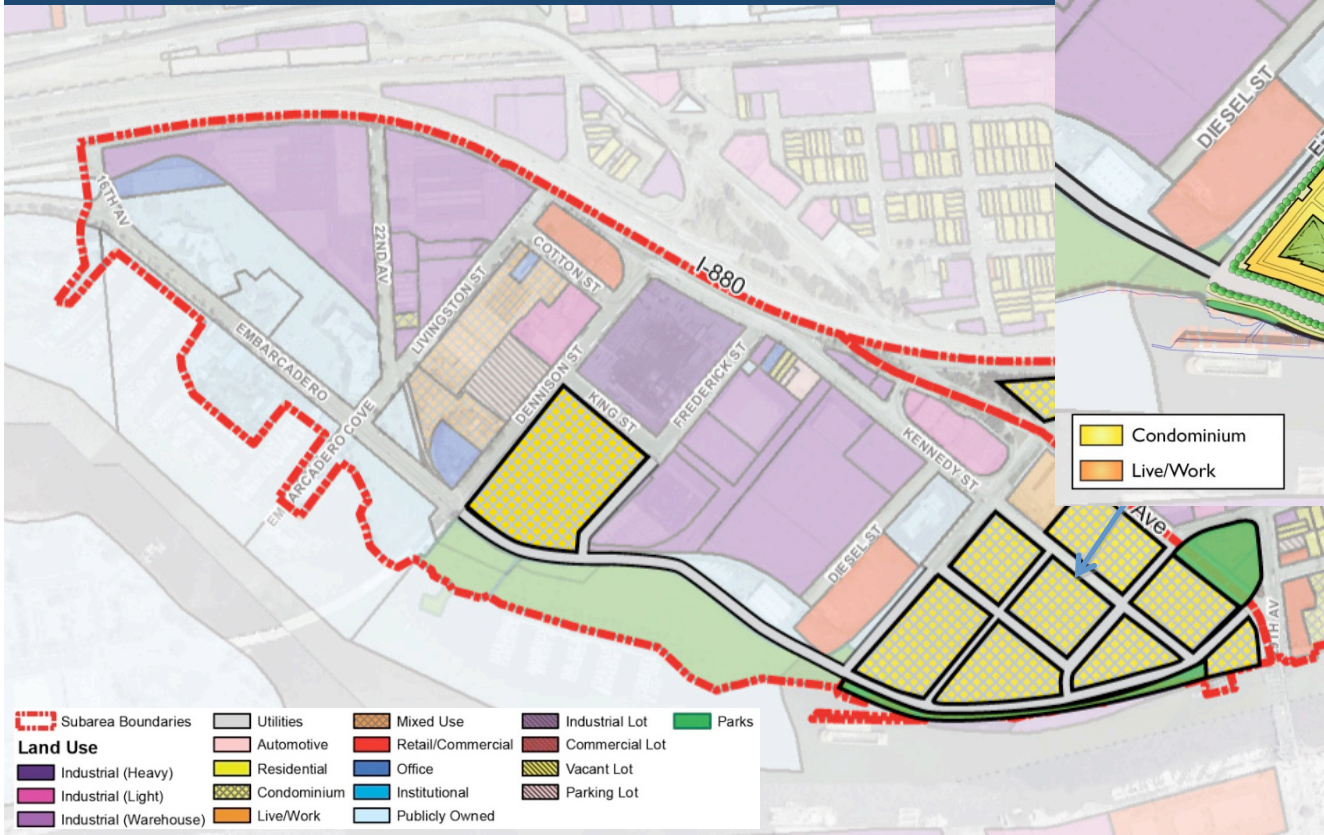 16TH AV
22ND AV
EMBARCADERO
LIVINGSTON ST
COTTON ST
I-880
DENNISON ST
KING ST
FREDERICK ST
KENNEDY ST
EMBARCADERO COVE
DIESEL ST
Ave
DIESEL ST
Condominium
Live/Work
Subarea Boundaries
Land Use
Industrial (Heavy)
Industrial (Light)
Industrial (Warehouse)
Utilities
Automotive
Residential
Condominium
Live/Work
Mixed Use
Retail/Commercial
Office
Institutional
Publicly Owned
Industrial Lot
Commercial Lot
Vacant Lot
Parking Lot
Parks